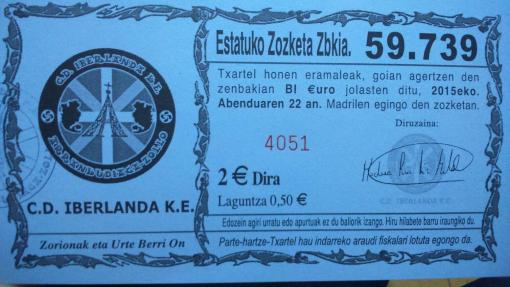 C.D. IBERLANDA K.E.
Estatuko Zozketa Zbkia. 59.739
Txartel honen eramaleak, goian agertzen den
zenbakian BI €uro jolasten ditu, 2015eko.
Abenduaren 22 an. Madrilen egingo den zozketan.
Diruzaina:
4051
2 € Dira
Laguntza 0,50 €
C.D. IBERLANDA K.E.
Edozein agiri urratu edo apurtuak ez du baliorik izango. Hiru hilabete barru iraungiko du.
Zorionak eta Urte Berri On
Parte-hartze-Txartel hau indarreko araudi fiskalari lotuta egongo da.